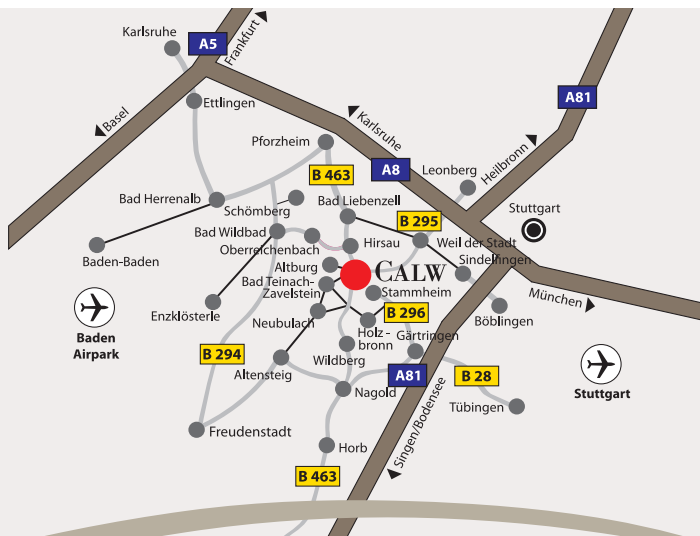 Karlsruhe
A5
Frankfurt
A81
Ettlingen
Basel
Karlsruhe
Pforzheim
A8
Heilbronn
B 463
Leonberg
Bad Herrenalb
Schömberg
Bad Liebenzell
B 295
Stuttgart
Bad Wildbad
Oberreichenbach
Hirsau
Weil der Stadt
Baden-Baden
Sindelfingen
Altburg
CALW
Bad Teinach-
Zavelstein
Stammheim
München
Enzklösterle
Neubulach
B 296
Böblingen
Holz-
bronn
Gärtringen
Baden
Airpark
B 294
Wildberg
Altensteig
A81
B 28
Stuttgart
Nagold
Tübingen
Singen/Bodensee
Freudenstadt
Horb
B 463